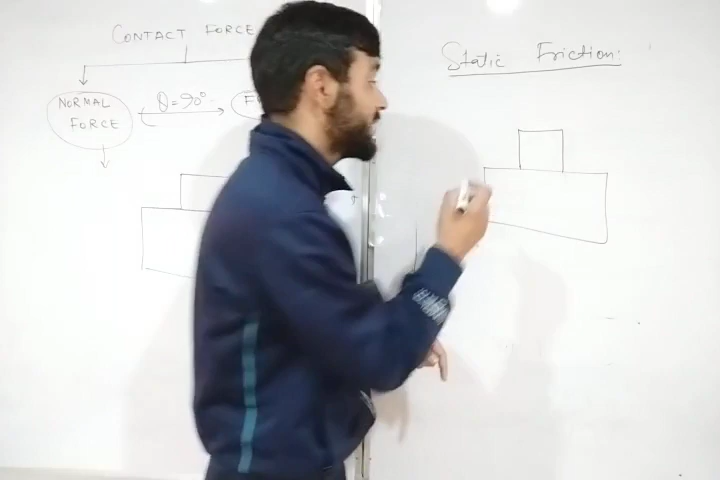 CONTACT FORCE
NORMAL
FORCE
θ=90°
F
Static Friction: